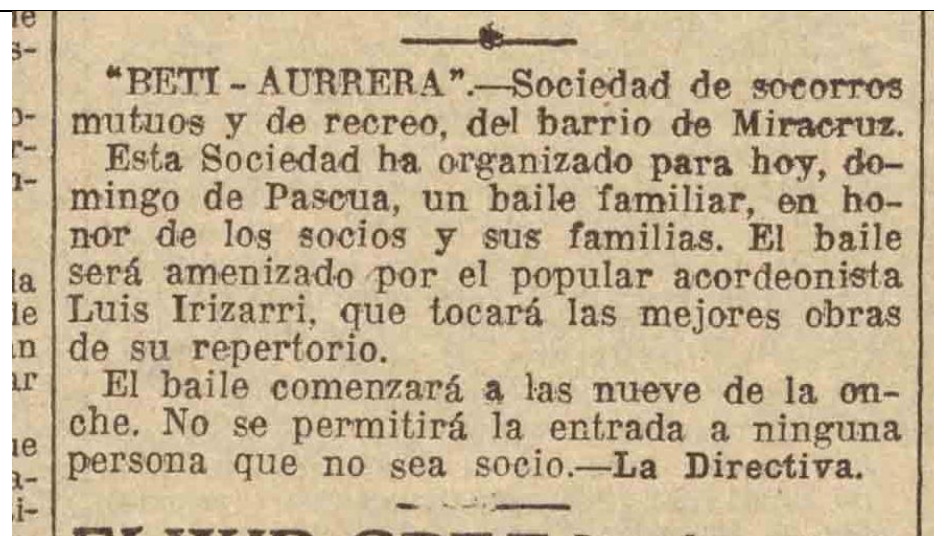 “BETI-AURRERA”.—Sociedad de socorros
mutuos y de recreo, del barrio de Miracruz.
Esta Sociedad ha organizado para hoy, do-
mingo de Pascua, un baile familiar, en ho-
nor de los socios y sus familias. El baile
será amenizado por el popular acordeonista
Luis Irizarri, que tocará las mejores obras
de su repertorio.
El baile comenzará a las nueve de la on-
che. No se permitirá la entrada a ninguna
persona que no sea socio.—La Directiva.